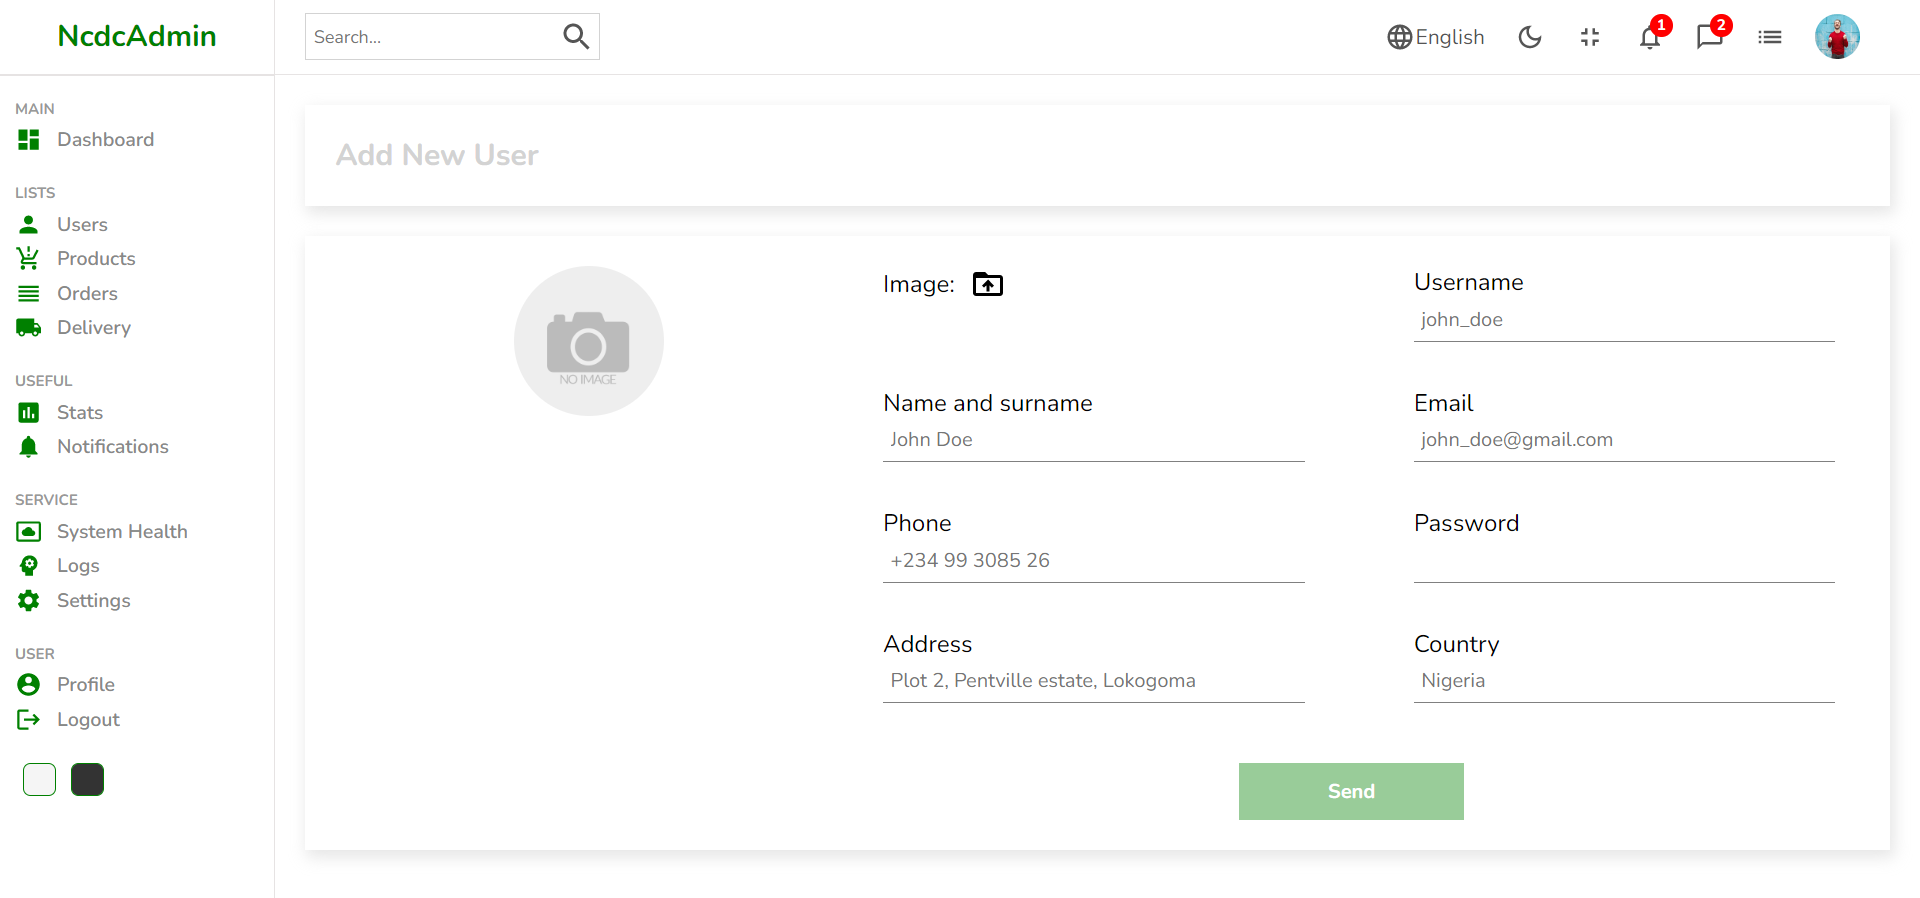 NcdcAdmin
Search...
English
1
2
MAIN
Dashboard
LISTS
Users
Products
Orders
Delivery
USEFUL
Stats
Notifications
SERVICE
System Health
Logs
Settings
USER
Profile
Logout
Add New User
NO IMAGE
Image:
Username
john_doe
Name and surname
John Doe
Email
john_doe@gmail.com
Phone
+234 99 3085 26
Password
Address
Plot 2, Pentville estate, Lokogoma
Country
Nigeria
Send